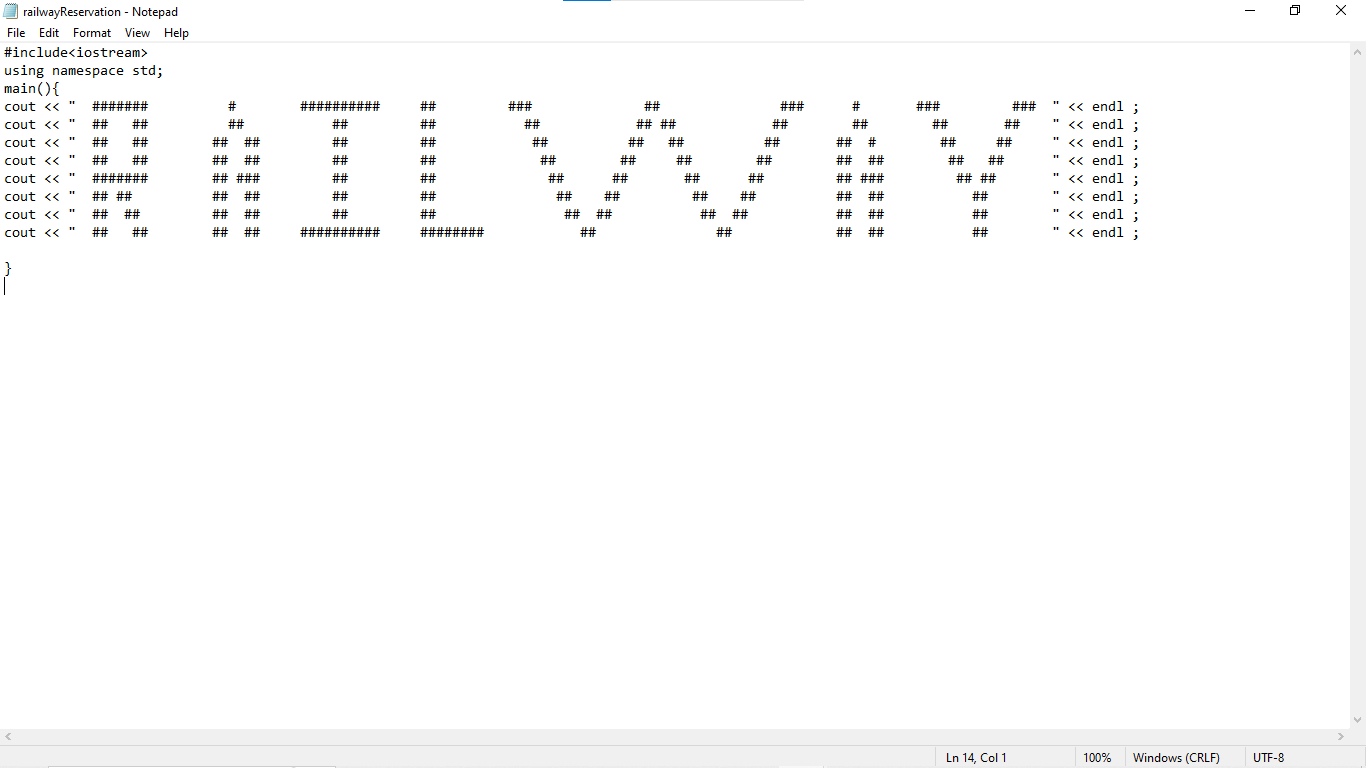 railwayReservation - Notepad
File Edit Format View Help
#include<iostream>
using namespace std;
main(){
cout << "  #######          #        ##########     ##         ###              ##               ###      #       ###         ###  " << endl ;
cout << "  ##   ##          ##           ##         ##           ##            ## ##            ##        ##        ##       ##     " << endl ;
cout << "  ##   ##        ##  ##         ##         ##            ##          ##   ##          ##       ##  #        ##     ##     " << endl ;
cout << "  ##   ##        ##  ##         ##         ##             ##        ##     ##        ##        ##  ##        ##   ##      " << endl ;
cout << "  #######        ## ###         ##         ##              ##      ##       ##      ##         ## ###         ## ##       " << endl ;
cout << "  ## ##          ##  ##         ##         ##               ##    ##         ##    ##          ##  ##           ##        " << endl ;
cout << "  ##  ##         ##  ##         ##         ##                ##  ##           ##  ##           ##  ##           ##        " << endl ;
cout << "  ##   ##        ##  ##     ##########     ########            ##               ##             ##  ##           ##        " << endl ;
}
Ln 14, Col 1 100% Windows (CRLF) UTF-8